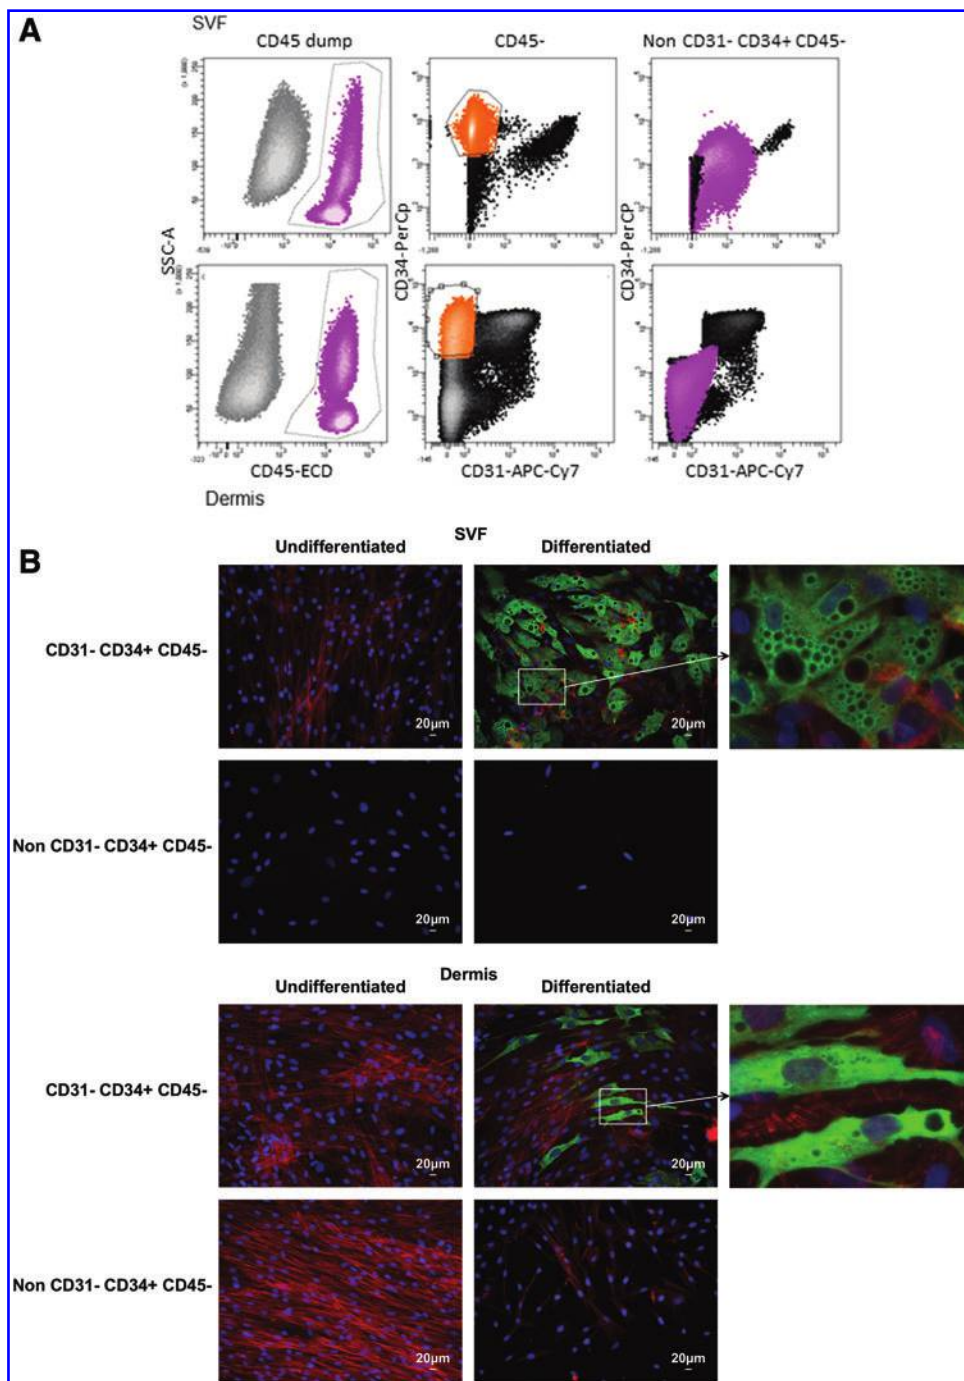 A
SVF
CD45 dump
CD45-
Non CD31- CD34+ CD45-
SSC-A
CD34-PerCp
CD34-PerCP
CD45-ECD
CD31-APC-Cy7
CD31-APC-Cy7
Dermis
B
SVF
Undifferentiated
Differentiated
CD31- CD34+ CD45-
20µm
20µm
Non CD31- CD34+ CD45-
20µm
20µm
Dermis
Undifferentiated
Differentiated
CD31- CD34+ CD45-
20µm
20µm
Non CD31- CD34+ CD45-
20µm
20µm